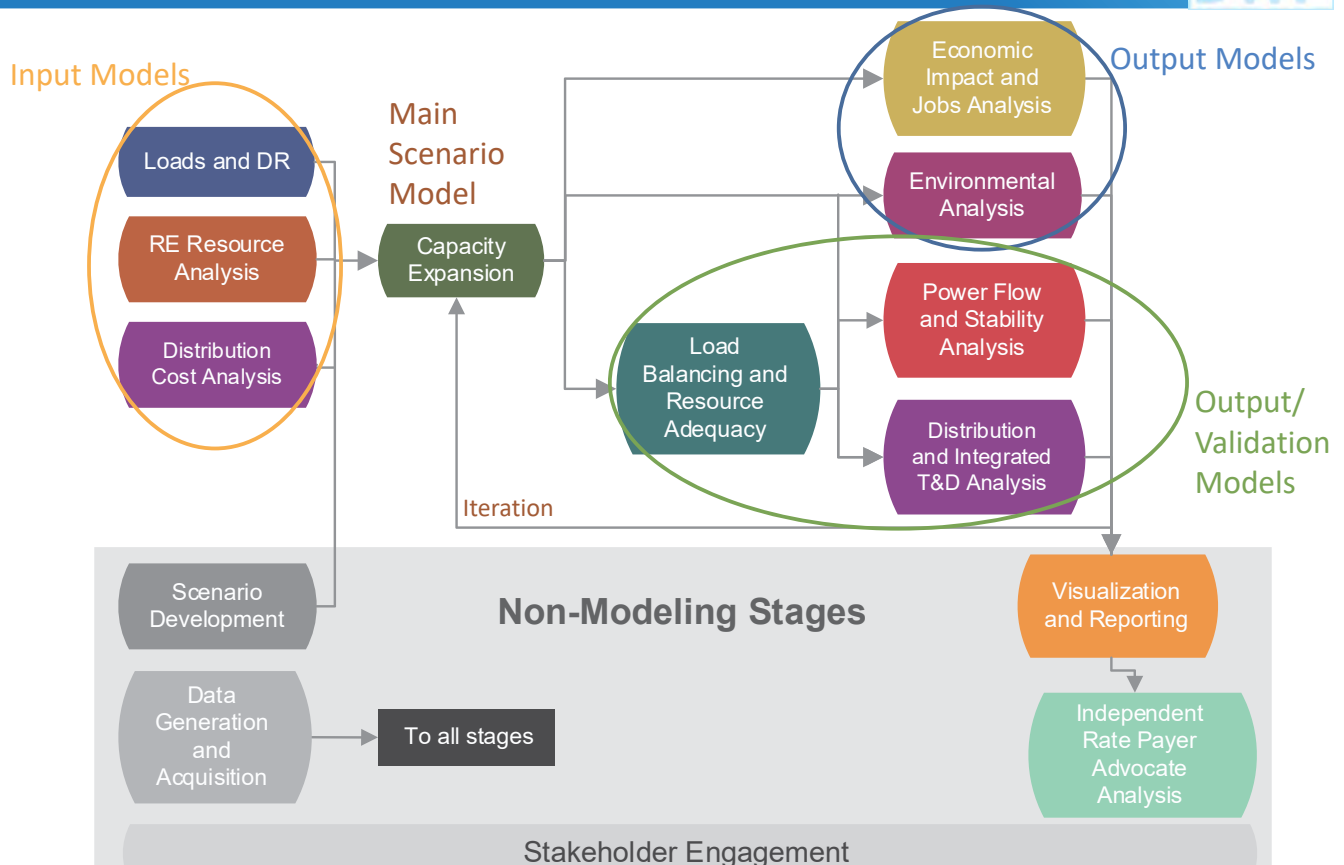 Input Models
Loads and DR
RE Resource
Analysis
Distribution
Cost Analysis
Main
Scenario
Model
Capacity
Expansion
Economic
Impact and
Jobs Analysis
Output Models
Environmental
Analysis
Load
Balancing and
Resource
Adequacy
Power Flow
and Stability
Analysis
Distribution
and Integrated
T&D Analysis
Output/
Validation
Models
Iteration
Scenario
Development
Non-Modeling Stages
Visualization
and Reporting
Data
Generation
and
Acquisition
To all stages
Independent
Rate Payer
Advocate
Analysis
Stakeholder Engagement